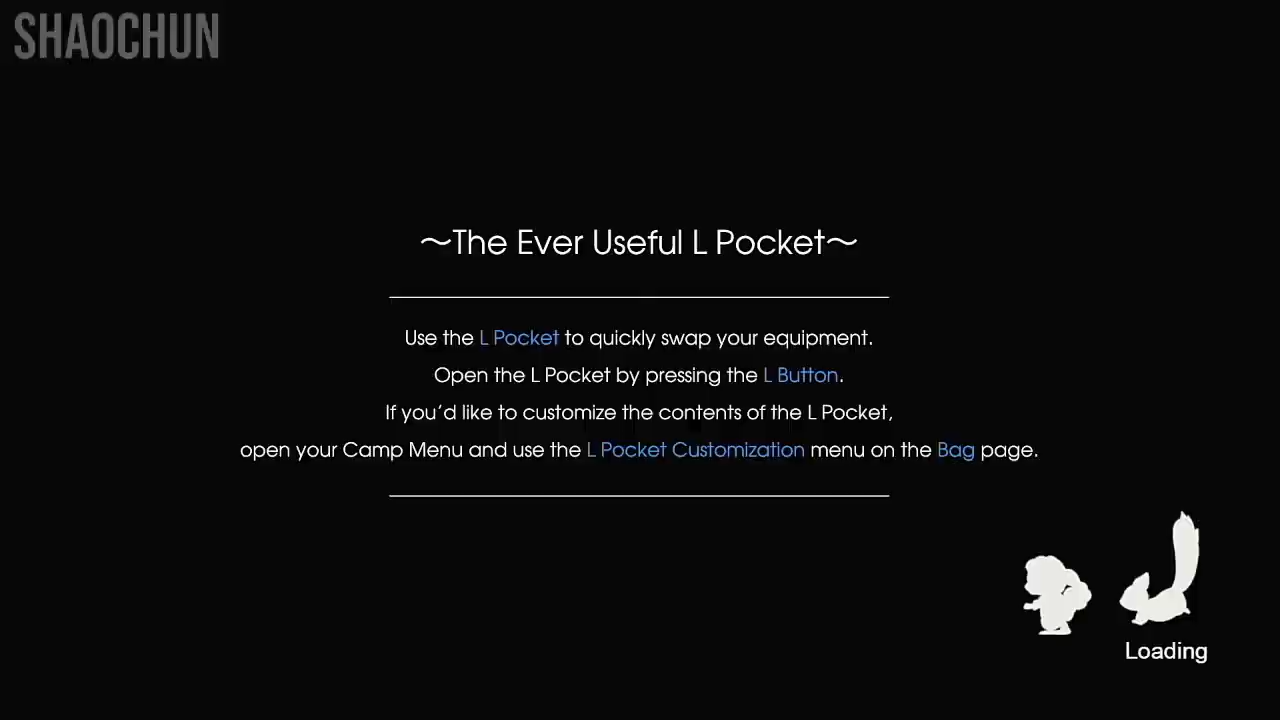 SHAOCHUN
～The Ever Useful L Pocket～
Use the L Pocket to quickly swap your equipment.
Open the L Pocket by pressing the L Button.
If you’d like to customize the contents of the L Pocket,
open your Camp Menu and use the L Pocket Customization menu on the Bag page.
Loading